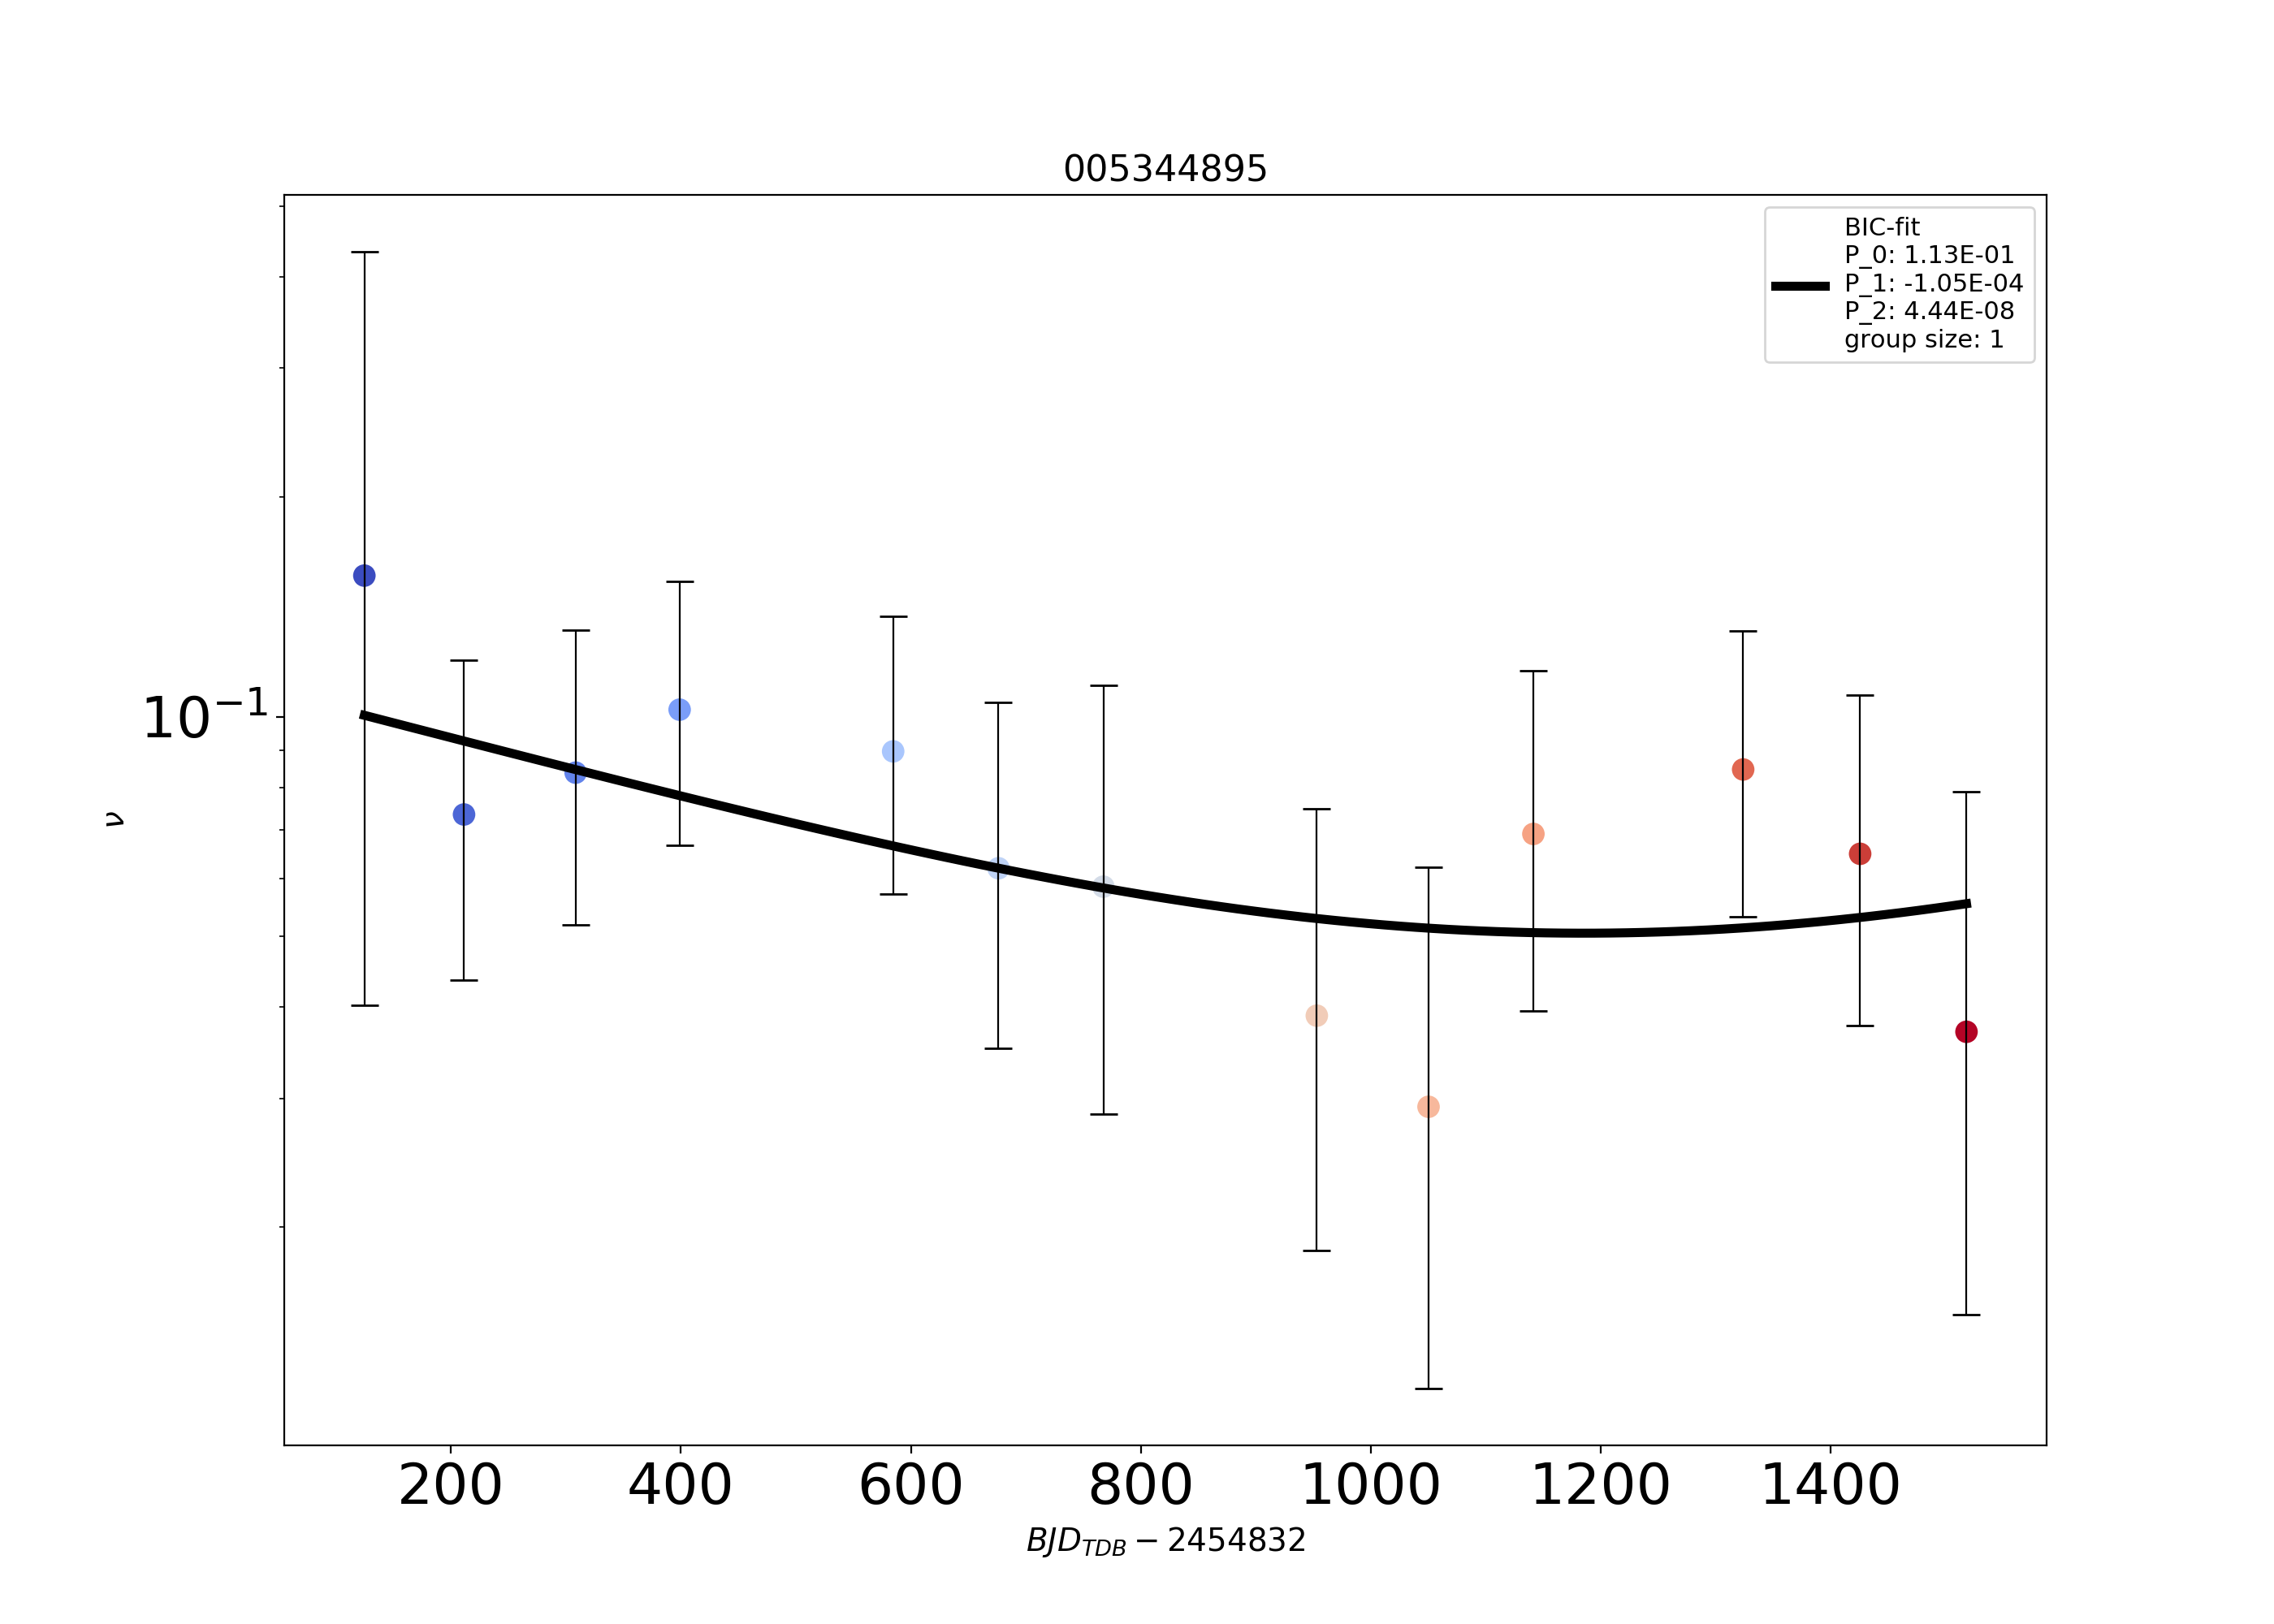 005344895
BIC-fit
P_0: 1.13E-01
P_1: -1.05E-04
P_2: 4.44E-08
group size: 1
10⁻¹
ν
200 400 600 800 1000 1200 1400
BJD_TDB − 2454832